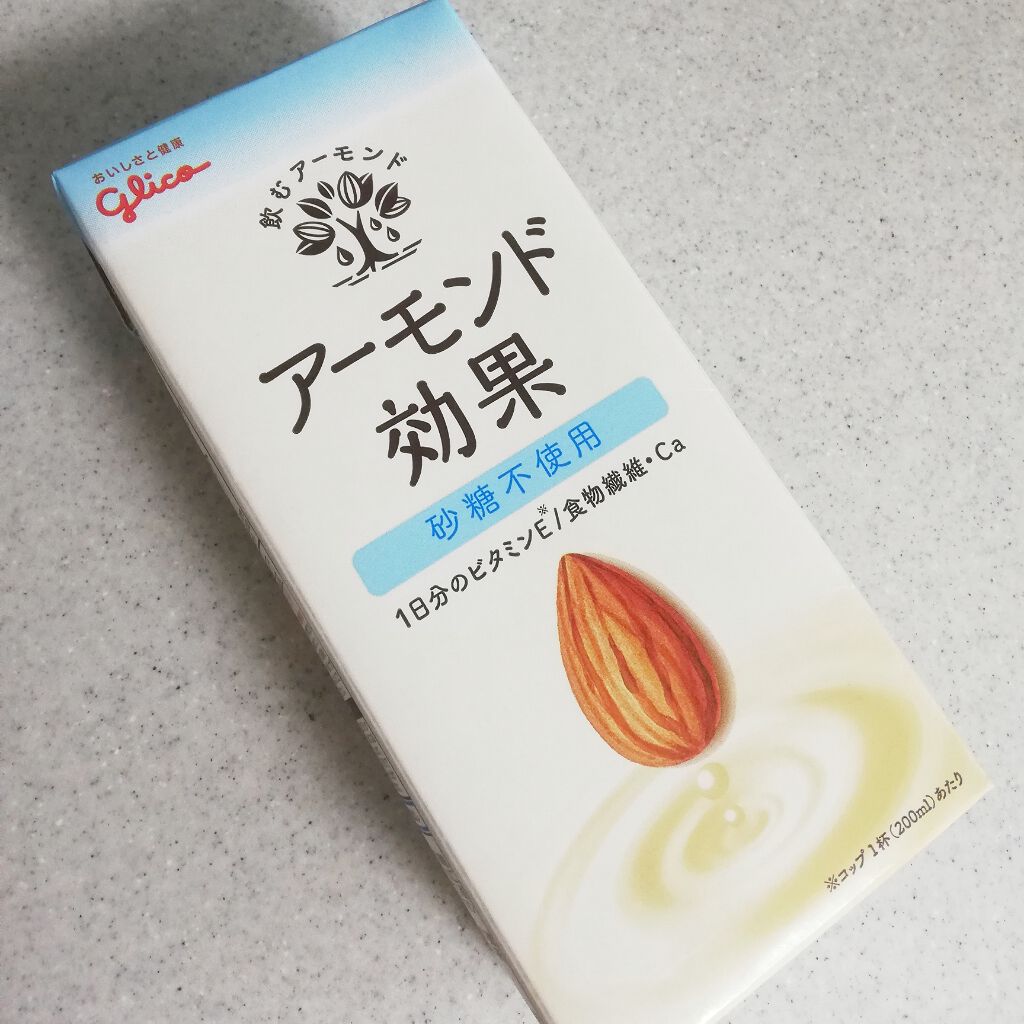 おいしさと健康
glico
飲むアーモンド
アーモンド
効果
砂糖不使用
1日分のビタミンE※/食物繊維・Ca
※コップ1杯(200ml)あたり